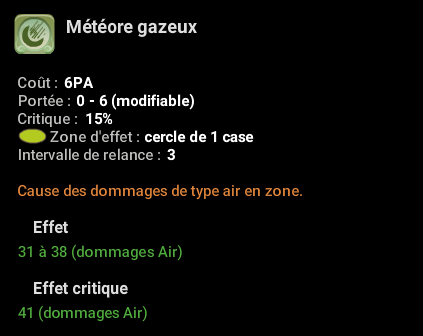 Météore gazeux
Coût : 6PA
Portée : 0 - 6 (modifiable)
Critique : 15%
Zone d'effet : cercle de 1 case
Intervalle de relance : 3
Cause des dommages de type air en zone.
Effet
31 à 38 (dommages Air)
Effet critique
41 (dommages Air)